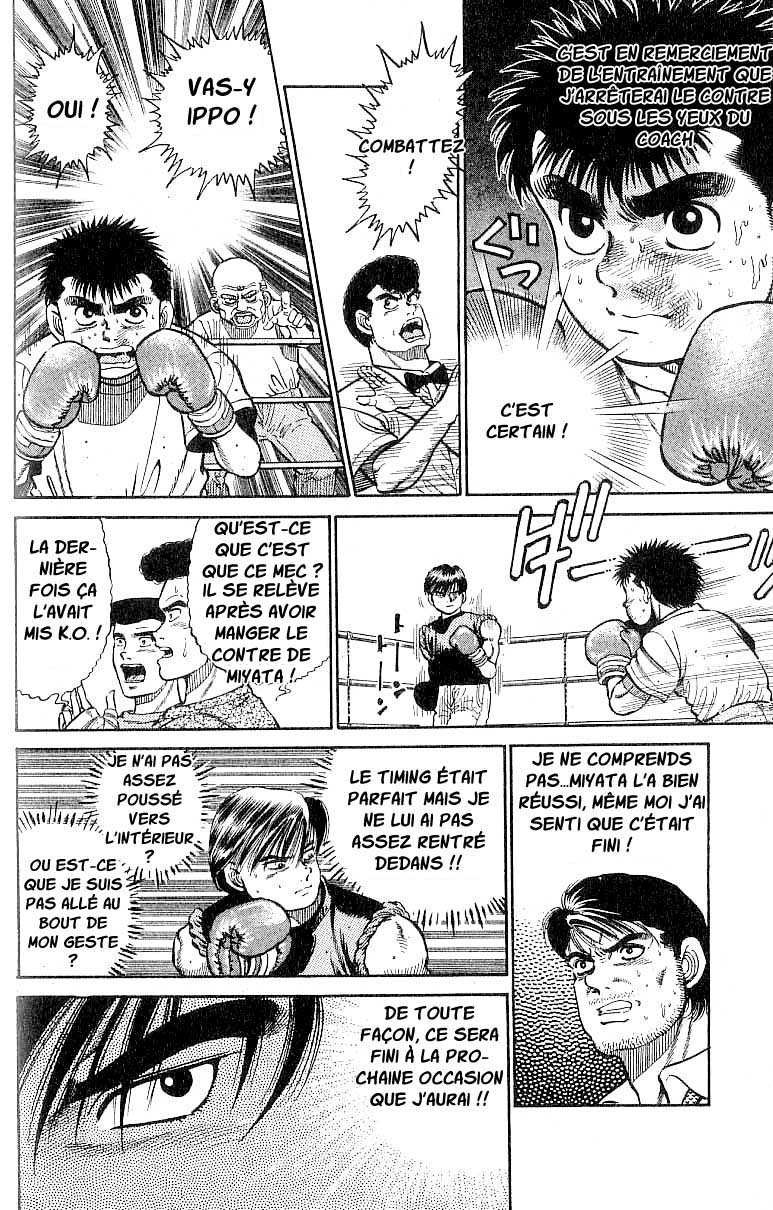 C'EST EN REMERCIEMENT
DE L'ENTRAÎNEMENT QUE
J'ARRÊTERAI LE CONTRE
SOUS LES YEUX DU
COACH
C'EST
CERTAIN !
ぐっ
COMBATTEZ
!
VAS-Y
IPPO !
OUI !
QU'EST-CE
QUE C'EST
QUE CE MEC ?
IL SE RELÈVE
APRÈS AVOIR
MANGER LE
CONTRE DE
MIYATA !
LA DER-
NIÈRE
FOIS ÇA
L'AVAIT
MIS K.O. !
JE NE COMPRENDS
PAS...MIYATA L'A BIEN
RÉUSSI, MÊME MOI J'AI
SENTI QUE C'ÉTAIT
FINI !
LE TIMING ÉTAIT
PARFAIT MAIS JE
NE LUI AI PAS
ASSEZ RENTRÉ
DEDANS !!
JE N'AI PAS
ASSEZ
POUSSÉ
VERS
L'INTÉRIEUR
?
OU EST-CE
QUE JE SUIS
PAS ALLÉ AU
BOUT DE
MON GESTE
?
DE TOUTE
FAÇON, CE SERA
FINI À LA PRO-
CHAINE OCCASION
QUE J'AURAI !!